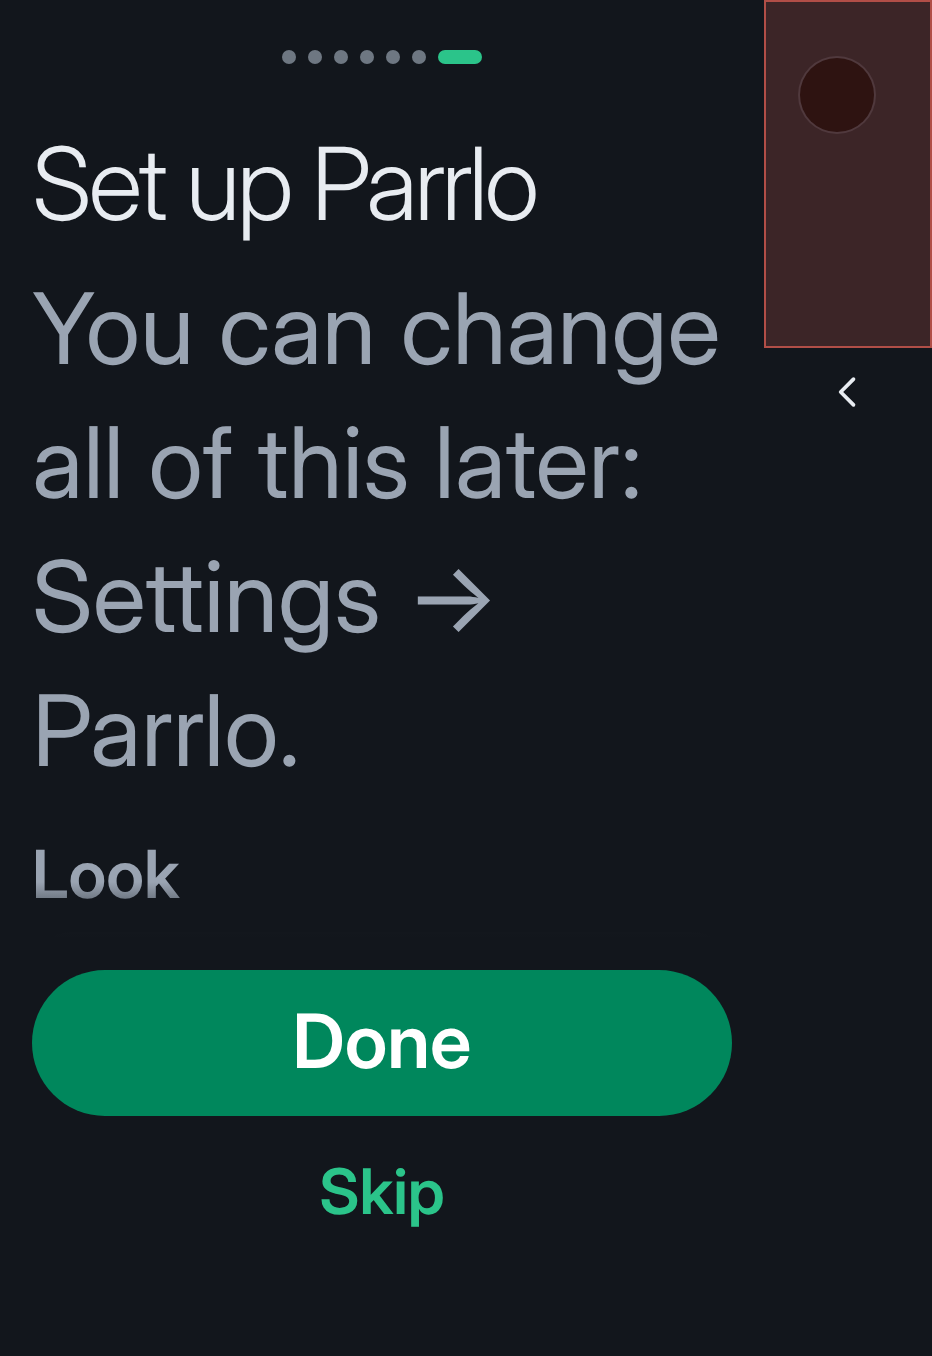 Set up Parrlo
You can change
all of this later:
Settings →
Parrlo.
Look
Done
Skip